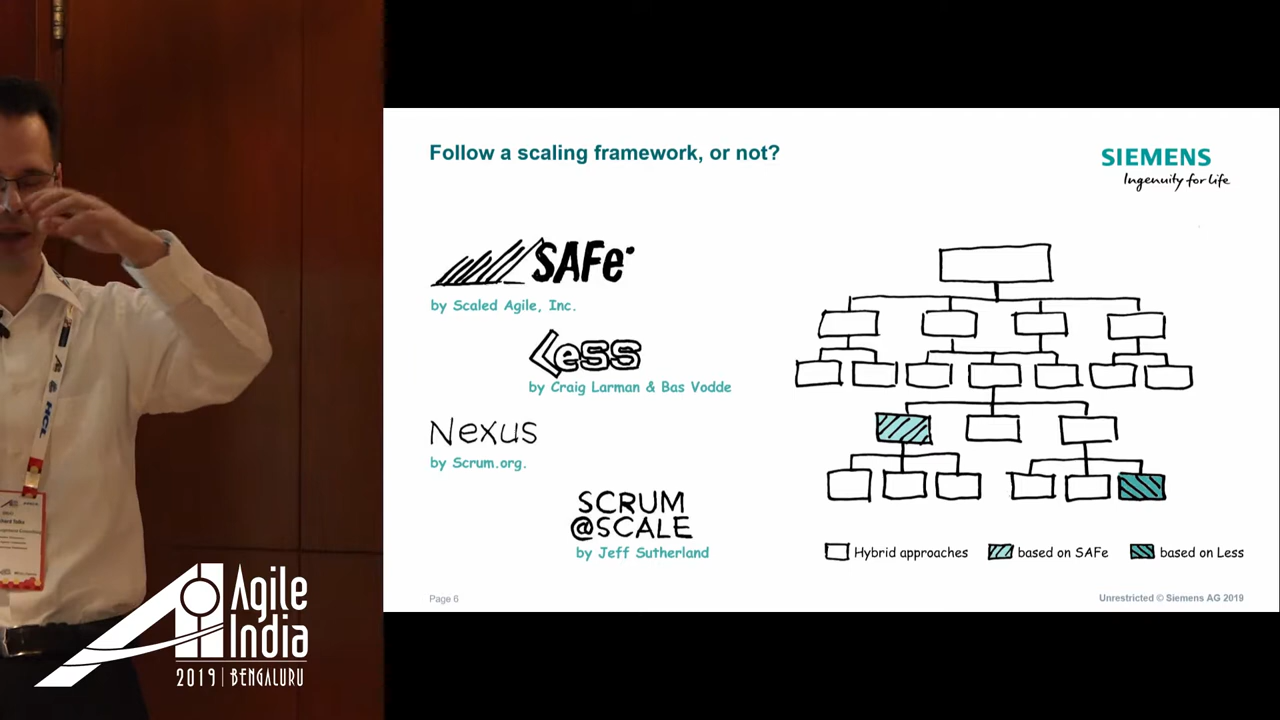 Follow a scaling framework, or not?
SIEMENS
Ingenuity for life
SAFe
by Scaled Agile, Inc.
Less
by Craig Larman & Bas Vodde
Nexus
by Scrum.org.
SCRUM
@SCALE
by Jeff Sutherland
Hybrid approaches
based on SAFe
based on Less
Page 6
Unrestricted © Siemens AG 2019
HCL
Agile
India
2019 | BENGALURU